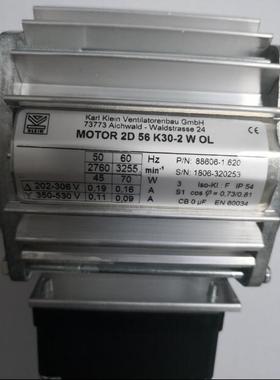 KLEIN
Karl Klein Ventilatorenbau GmbH
73773 Aichwald - Waldstrasse 24
MOTOR 2D 56 K30-2 W OL
50 60 Hz P/N: 88606-1 620
2760 3255 min⁻¹ S/N: 1806-320253
45 70 W 3 Iso-Kl.: F IP 54
△ 202-306 V 0,19 0,16 A S1 cos φ = 0,73/0,81
Y 350-530 V 0,11 0,09 A CB 0 µF EN 60034